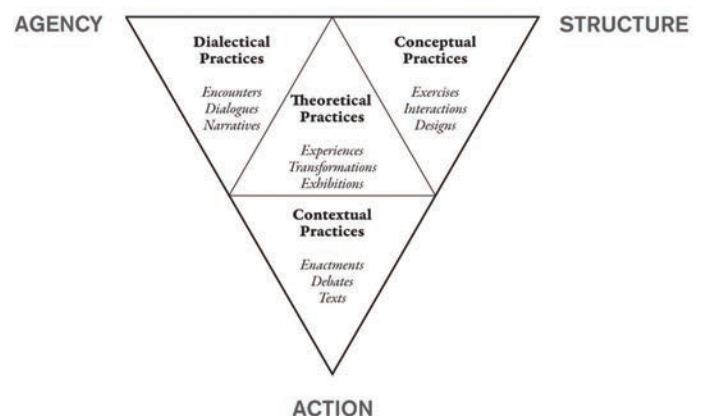 AGENCY
STRUCTURE
Dialectical
Practices
Encounters
Dialogues
Narratives
Conceptual
Practices
Exercises
Interactions
Designs
Theoretical
Practices
Experiences
Transformations
Exhibitions
Contextual
Practices
Enactments
Debates
Texts
ACTION